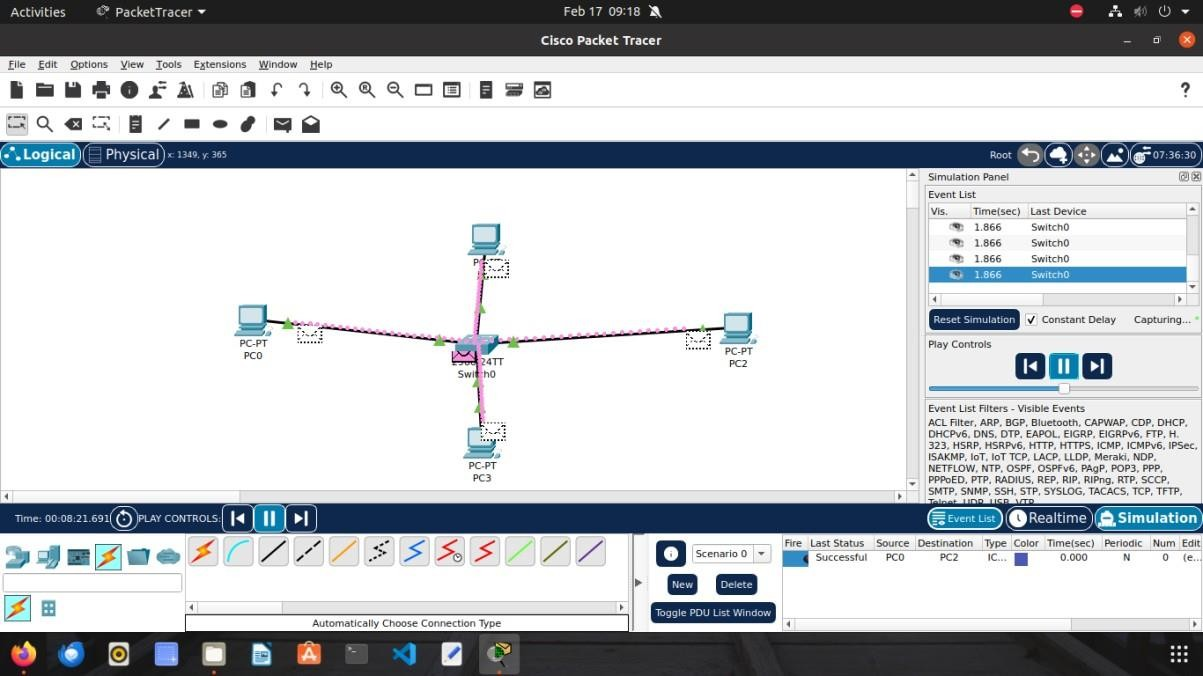 Activities PacketTracer Feb 17 09:18
Cisco Packet Tracer
File Edit Options View Tools Extensions Window Help
?
Logical Physical x: 1349, y: 365 Root 07:36:30
Simulation Panel
Event List
Vis. Time(sec) Last Device
1.866 Switch0
1.866 Switch0
1.866 Switch0
1.866 Switch0
Reset Simulation Constant Delay Capturing...
Play Controls
Event List Filters - Visible Events
ACL Filter, ARP, BGP, Bluetooth, CAPWAP, CDP, DHCP,
DHCPv6, DNS, DTP, EAPOL, EIGRP, EIGRPv6, FTP, H.
323, HSRP, HSRPv6, HTTP, HTTPS, ICMP, ICMPv6, IPSec,
ISAKMP, IoT, IoT TCP, LACP, LLDP, Meraki, NDP,
NETFLOW, NTP, OSPF, OSPFv6, PAgP, POP3, PPP,
PPPoED, PTP, RADIUS, REP, RIP, RIPng, RTP, SCCP,
SMTP, SNMP, SSH, STP, SYSLOG, TACACS, TCP, TFTP,
Telnet, UDP, USB, VTP
PC-PT
PC0
24TT
Switch0
PC-PT
PC2
PC-PT
PC3
Time: 00:08:21.691 PLAY CONTROLS: Event List Realtime Simulation
Scenario 0
New Delete
Toggle PDU List Window
Fire Last Status Source Destination Type Color Time(sec) Periodic Num Edit
Successful PC0 PC2 IC... 0.000 N 0 (e...
Automatically Choose Connection Type